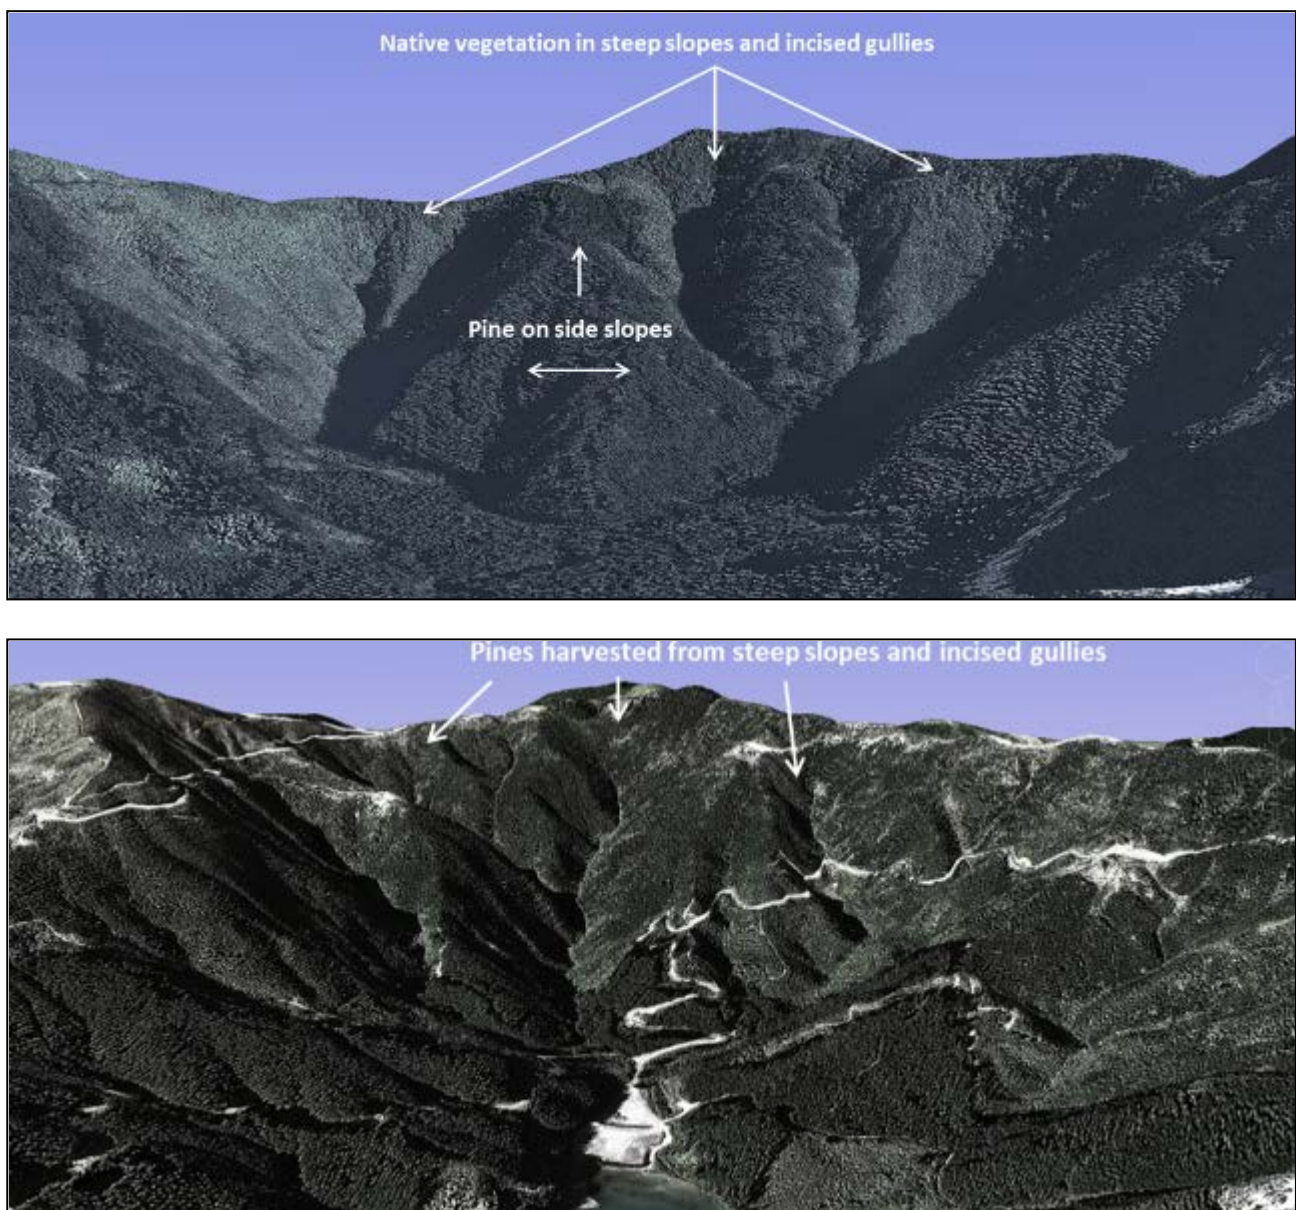 Native vegetation in steep slopes and incised gullies
Pine on side slopes
Pines harvested from steep slopes and incised gullies